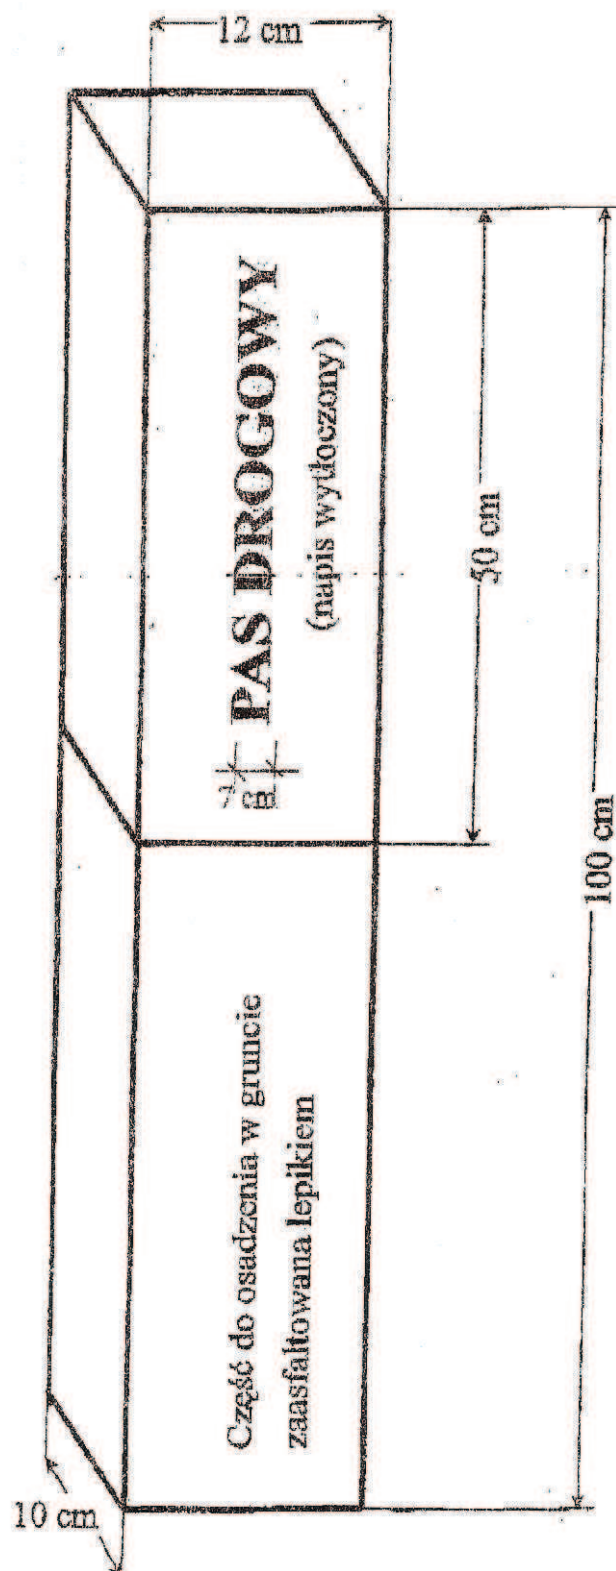 12 cm
PAS DROGOWY
(napis wytłoczony)
cm
50 cm
100 cm
Część do osadzenia w gruncie
zaasfaltowana lepikiem
10 cm